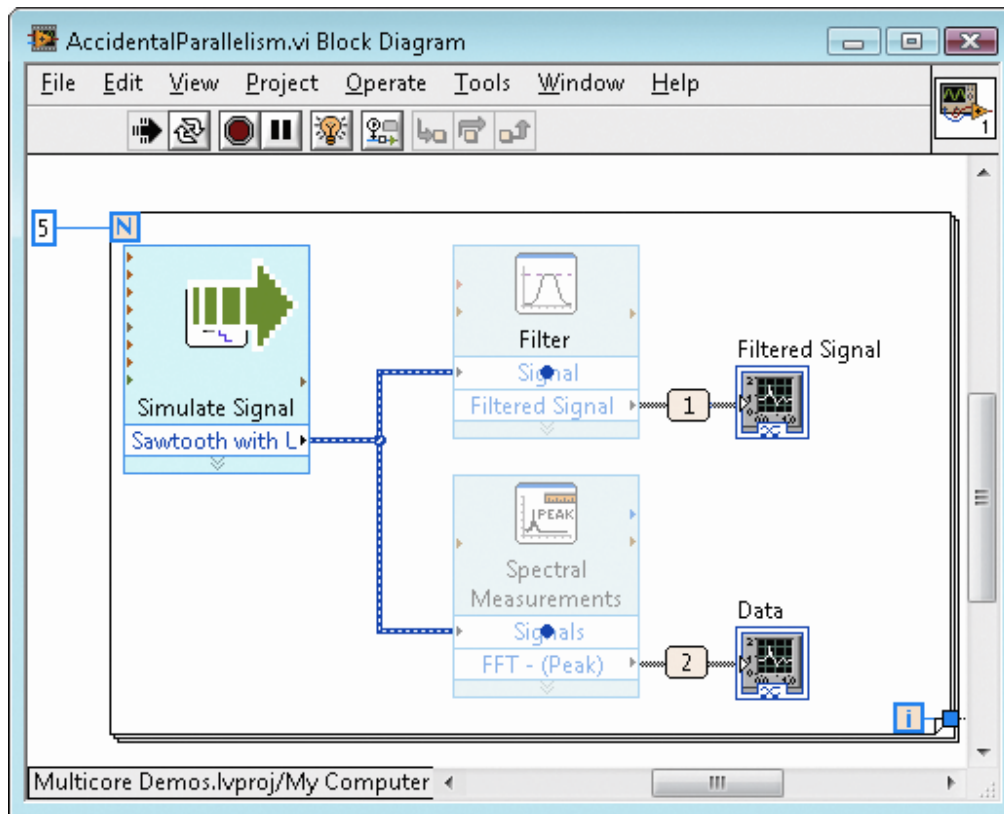 AccidentalParallelism.vi Block Diagram
File Edit View Project Operate Tools Window Help
1
5 N
Filter
Filtered Signal
Simulate Signal
Signal
Sawtooth with L
Filtered Signal
1
PEAK
Spectral
Measurements
Data
Signals
FFT - (Peak)
2
i
Multicore Demos.lvproj/My Computer